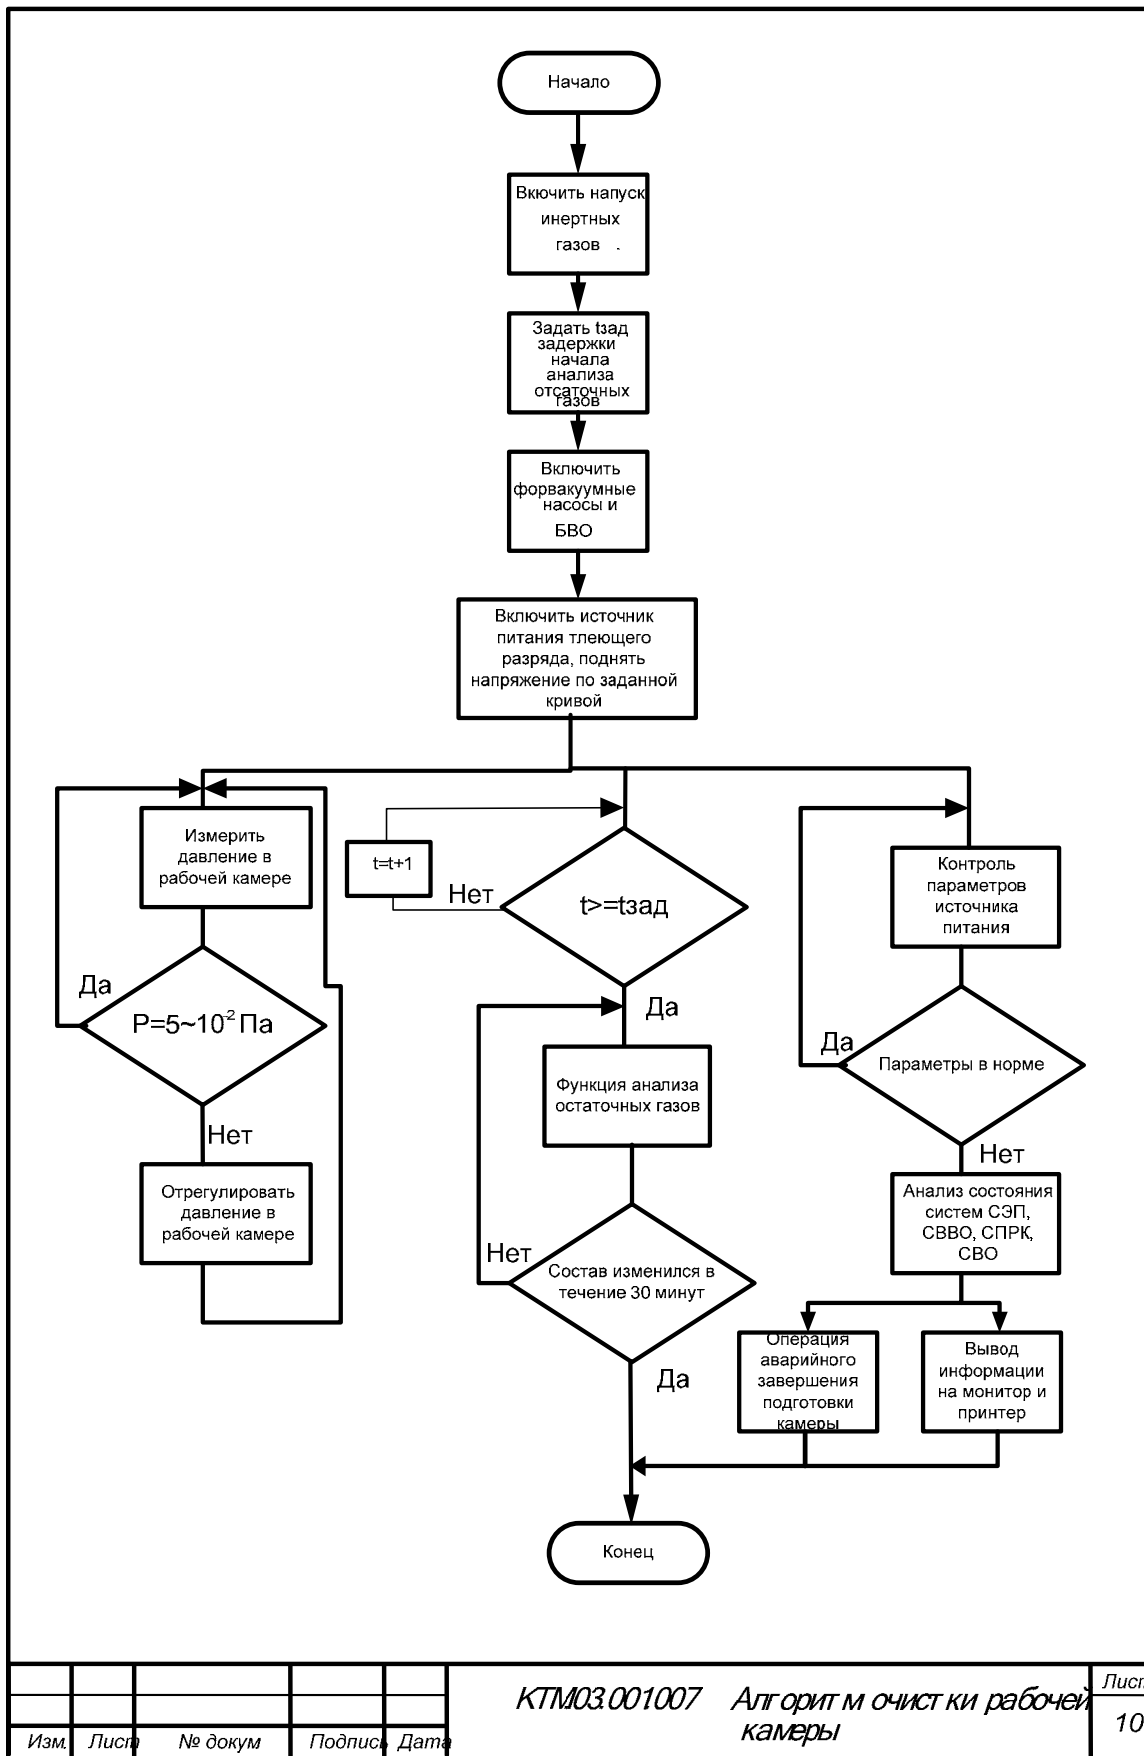 Начало
Вкючить напуск
инертных
газов .
Задать tзад
задержки
начала
анализа
отсаточных
газов
Включить
форвакуумные
насосы и
БВО
Включить источник
питания тлеющего
разряда, поднять
напряжение по заданной
кривой
Измерить
давление в
рабочей камере
Да
P=5~10⁻² Па
Нет
Отрегулировать
давление в
рабочей камере
t=t+1
Нет
t>=tзад
Да
Функция анализа
остаточных газов
Нет
Состав изменился в
течение 30 минут
Да
Контроль
параметров
источника
питания
Да
Параметры в норме
Нет
Анализ состояния
систем СЭП,
СВВО, СПРК,
СВО
Операция
аварийного
завершения
подготовки
камеры
Вывод
информации
на монитор и
принтер
Конец
Изм. Лист № докум Подпись Дата
КТМ03.001007 Алгоритм очистки рабочей
камеры
Лист
10